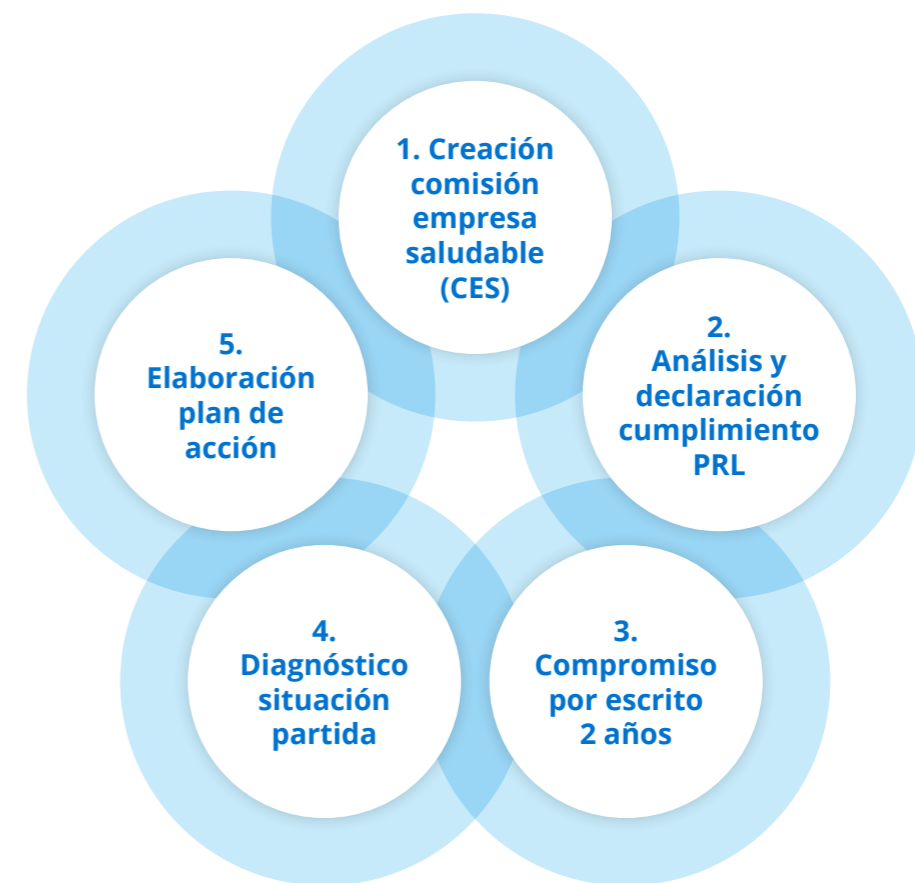 1. Creación
comisión
empresa
saludable
(CES)
2.
Análisis y
declaración
cumplimiento
PRL
3.
Compromiso
por escrito
2 años
4.
Diagnóstico
situación
partida
5.
Elaboración
plan de
acción